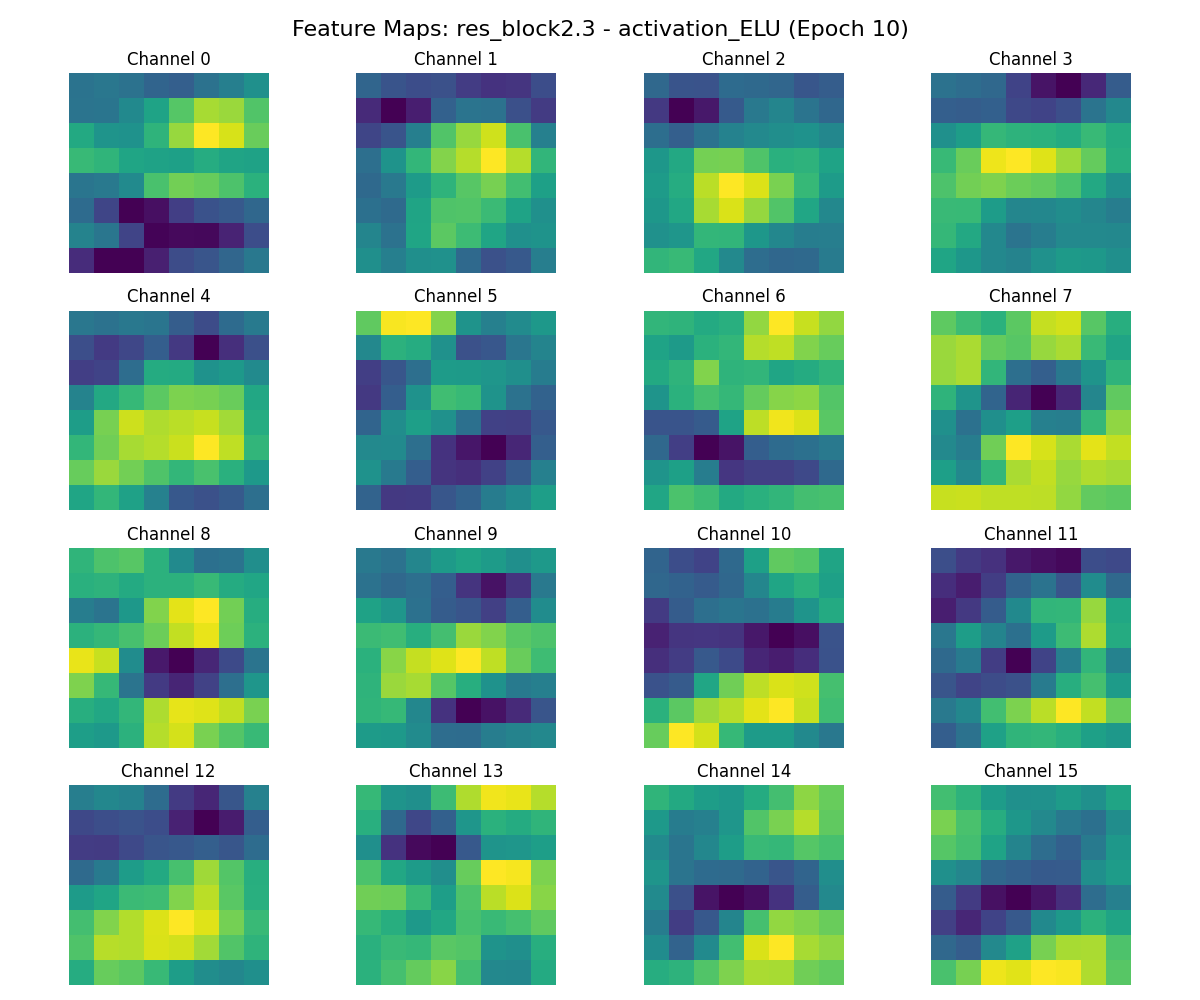 Feature Maps: res_block2.3 - activation_ELU (Epoch 10)
Channel 0
Channel 1
Channel 2
Channel 3
Channel 4
Channel 5
Channel 6
Channel 7
Channel 8
Channel 9
Channel 10
Channel 11
Channel 12
Channel 13
Channel 14
Channel 15